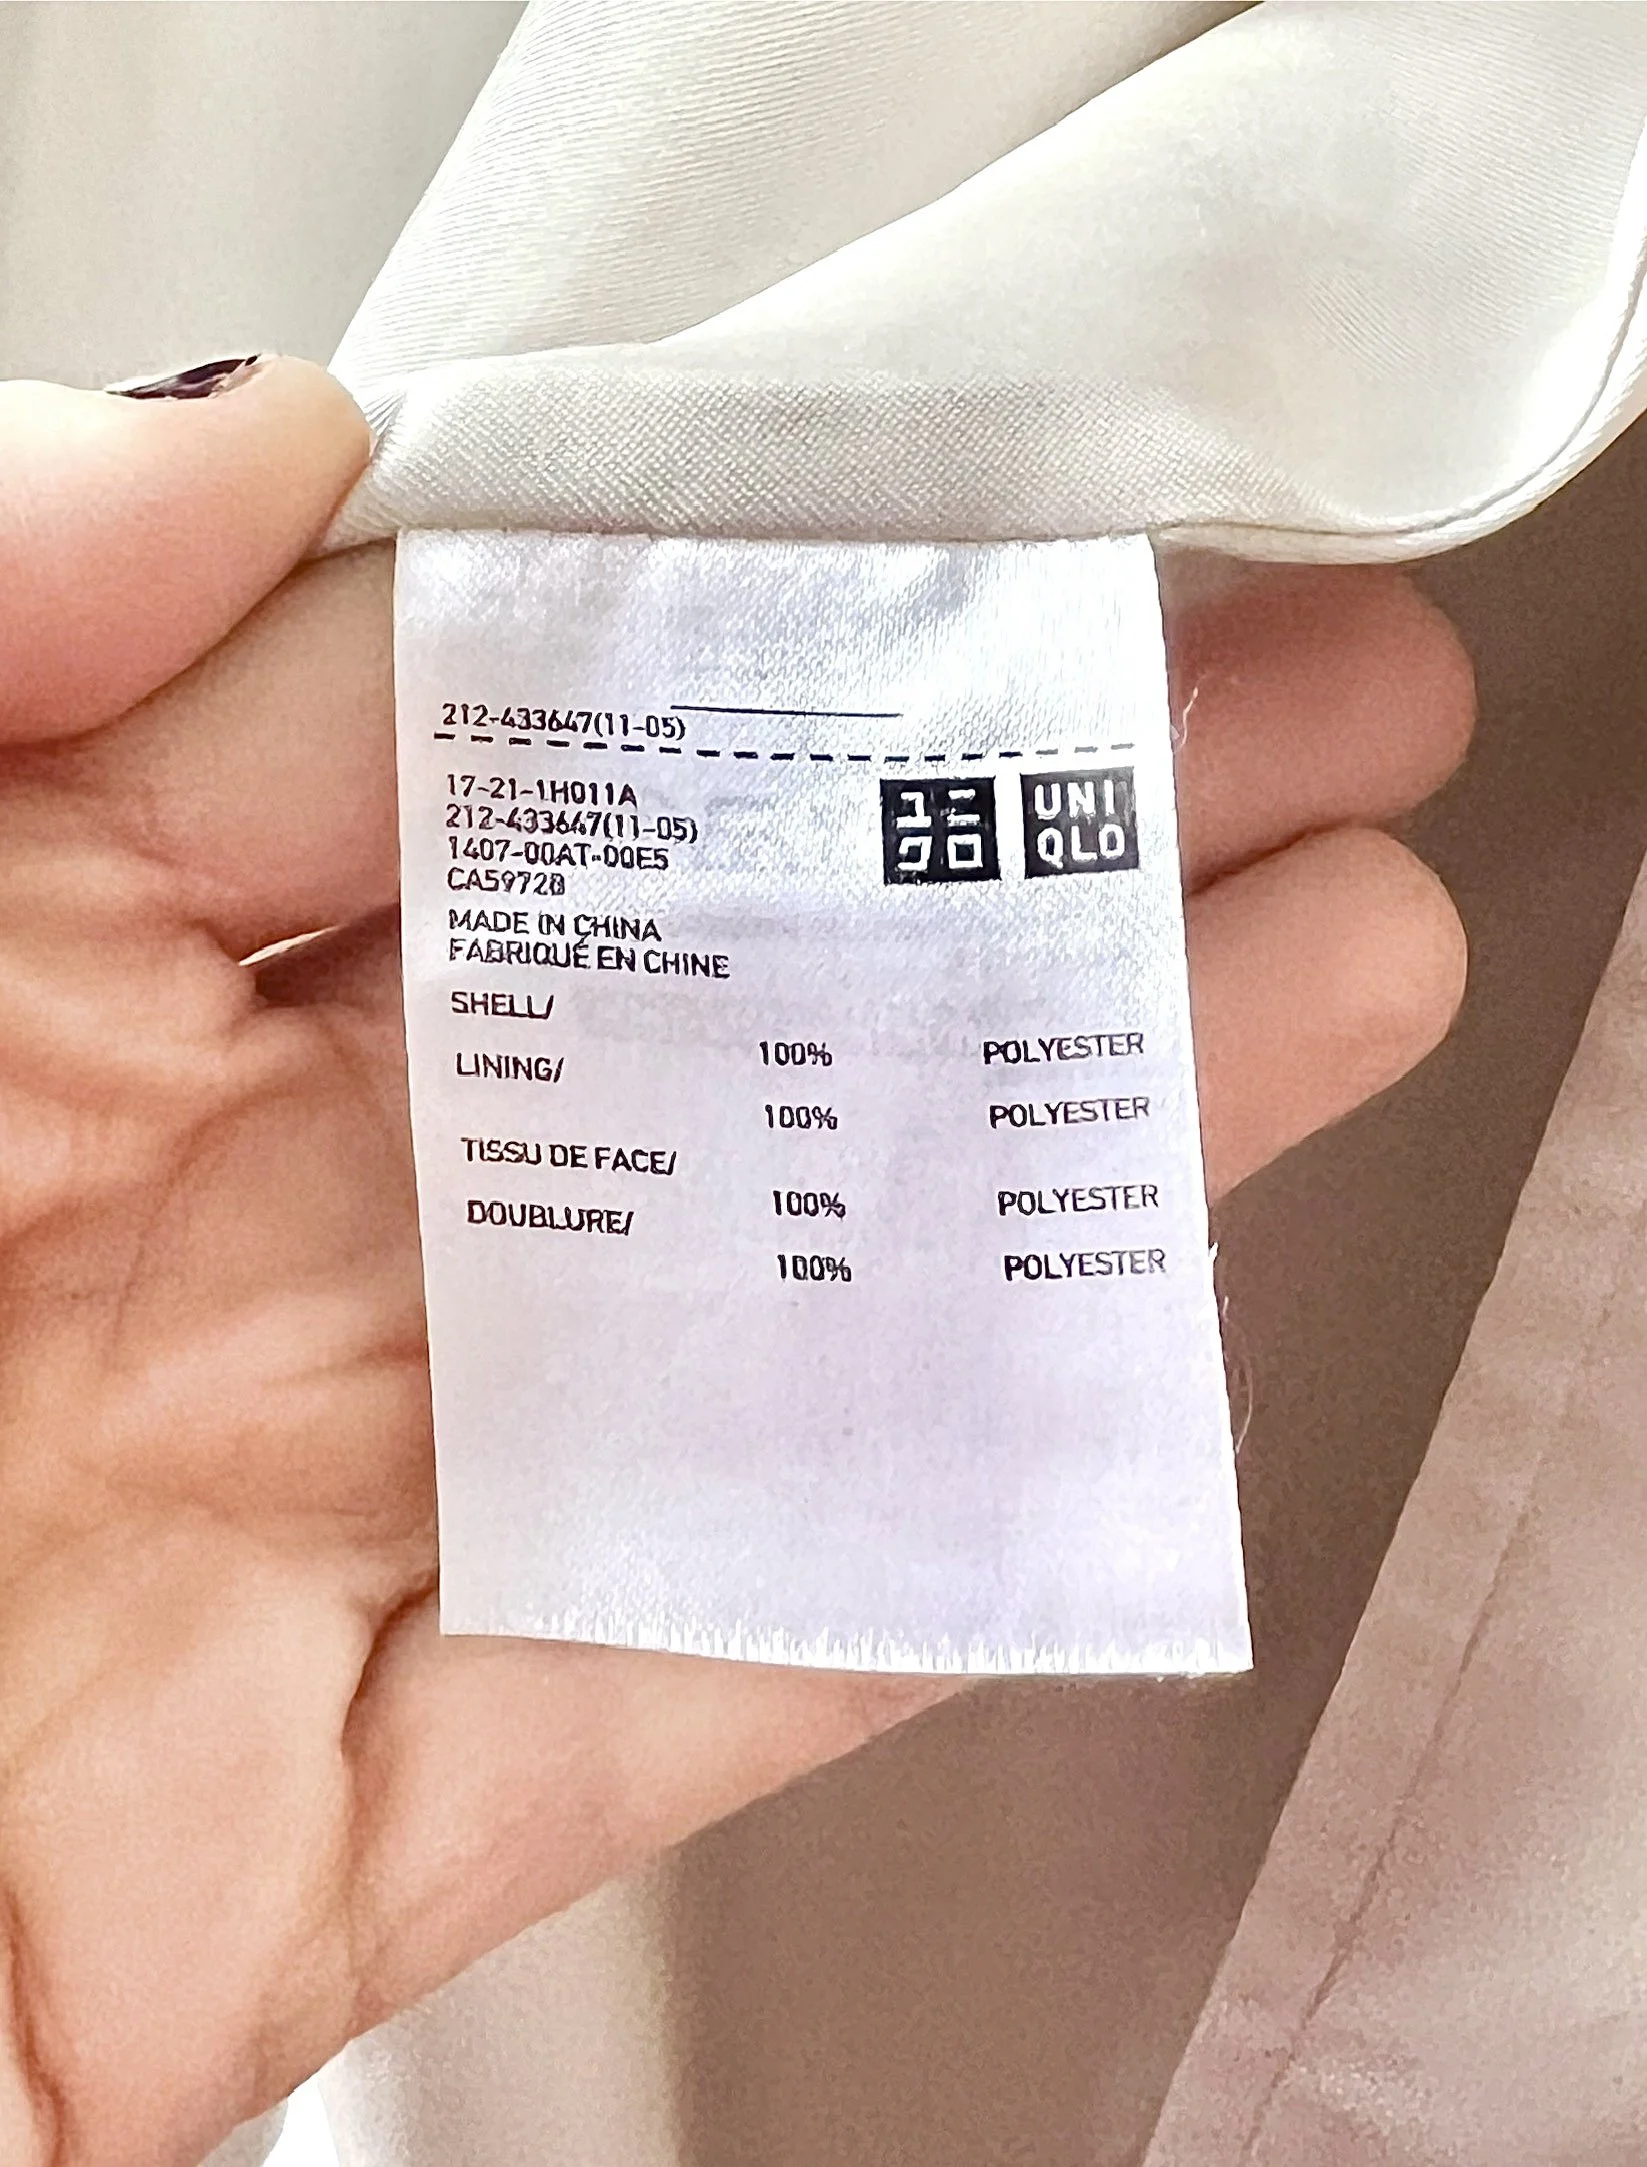 212-433647(11-05)
17-21-1H011A
212-433647(11-05)
1407-00AT-00E5
CA59728
ユニ
クロ
UNI
QLO
MADE IN CHINA
FABRIQUÉ EN CHINE
SHELL/
100% POLYESTER
LINING/
100% POLYESTER
TISSU DE FACE/
100% POLYESTER
DOUBLURE/
100% POLYESTER